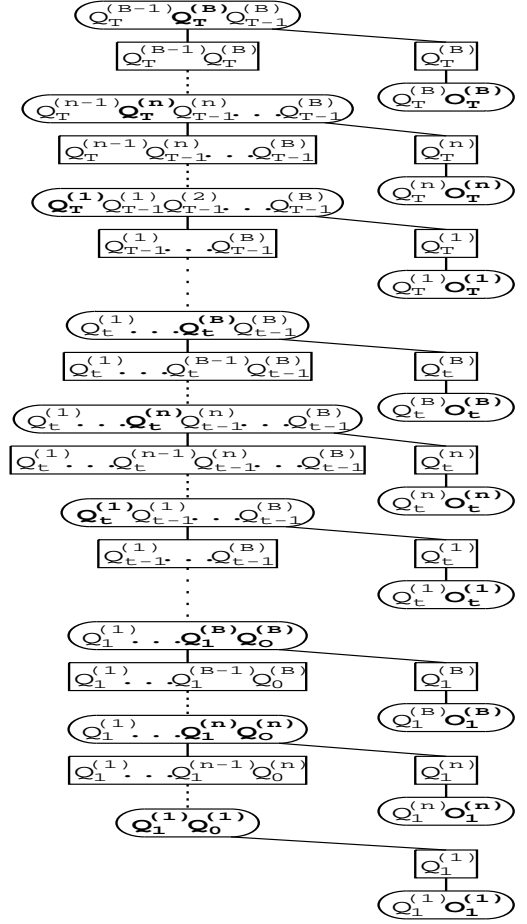 Q_T^{(B-1)} Q_T^{(B)} Q_{T-1}^{(B)}
Q_T^{(B-1)} Q_T^{(B)} Q_T^{(B)}
Q_T^{(B)} O_T^{(B)}
Q_T^{(n-1)} Q_T^{(n)} Q_{T-1}^{(n)} . . . Q_{T-1}^{(B)}
Q_T^{(n-1)} Q_{T-1}^{(n)} . . . Q_{T-1}^{(B)} Q_T^{(n)}
Q_T^{(n)} O_T^{(n)}
Q_T^{(1)} Q_{T-1}^{(1)} Q_{T-1}^{(2)} . . . Q_{T-1}^{(B)}
Q_{T-1}^{(1)} . . . Q_{T-1}^{(B)} Q_T^{(1)}
Q_T^{(1)} O_T^{(1)}
Q_t^{(1)} . . . Q_t^{(B)} Q_{t-1}^{(B)}
Q_t^{(1)} . . . Q_t^{(B-1)} Q_{t-1}^{(B)} Q_t^{(B)}
Q_t^{(B)} O_t^{(B)}
Q_t^{(1)} . . . Q_t^{(n)} Q_{t-1}^{(n)} . . . Q_{t-1}^{(B)}
Q_t^{(1)} . . . Q_t^{(n-1)} Q_{t-1}^{(n)} . . . Q_{t-1}^{(B)} Q_t^{(n)}
Q_t^{(n)} O_t^{(n)}
Q_t^{(1)} Q_{t-1}^{(1)} . . . Q_{t-1}^{(B)}
Q_{t-1}^{(1)} . . . Q_{t-1}^{(B)} Q_t^{(1)}
Q_t^{(1)} O_t^{(1)}
Q_1^{(1)} . . . Q_1^{(B)} Q_0^{(B)}
Q_1^{(1)} . . . Q_1^{(B-1)} Q_0^{(B)} Q_1^{(B)}
Q_1^{(B)} O_1^{(B)}
Q_1^{(1)} . . . Q_1^{(n)} Q_0^{(n)}
Q_1^{(1)} . . . Q_1^{(n-1)} Q_0^{(n)} Q_1^{(n)}
Q_1^{(n)} O_1^{(n)}
Q_1^{(1)} Q_0^{(1)}
Q_1^{(1)}
Q_1^{(1)} O_1^{(1)}